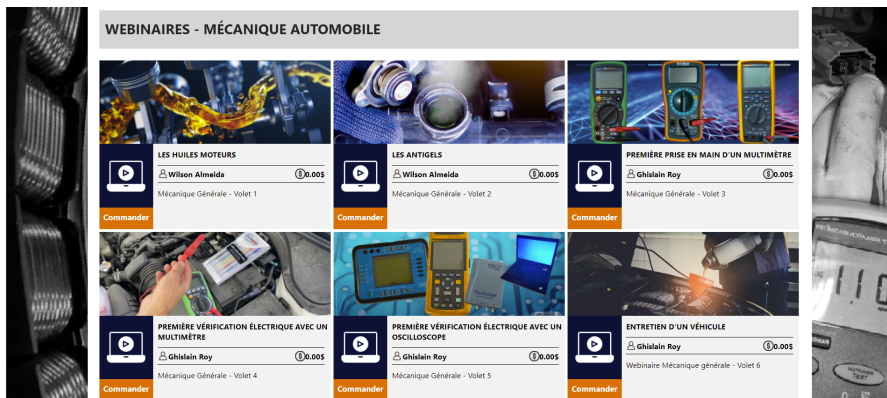 WEBINAIRES - MÉCANIQUE AUTOMOBILE
LES HUILES MOTEURS
Wilson Almeida
0.00$
Mécanique Générale - Volet 1
Commander
LES ANTIGELS
Wilson Almeida
0.00$
Mécanique Générale - Volet 2
Commander
PREMIÈRE PRISE EN MAIN D'UN MULTIMÈTRE
Ghislain Roy
0.00$
Mécanique Générale - Volet 3
Commander
PREMIÈRE VÉRIFICATION ÉLECTRIQUE AVEC UN
MULTIMÈTRE
Ghislain Roy
0.00$
Mécanique Générale - Volet 4
Commander
PREMIÈRE VÉRIFICATION ÉLECTRIQUE AVEC UN
OSCILLOSCOPE
Ghislain Roy
0.00$
Mécanique Générale - Volet 5
Commander
ENTRETIEN D'UN VÉHICULE
Ghislain Roy
0.00$
Webinaire Mécanique générale - Volet 6
Commander